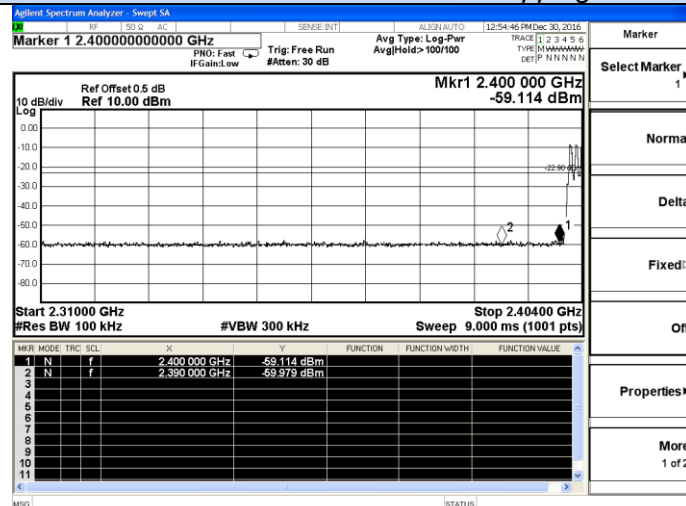 Agilent Spectrum Analyzer - Swept SA
RF 50 Ω AC SENSE:INT ALIGN AUTO 12:54:46 PM Dec 30, 2016
Marker 1 2.400000000000 GHz
PNO: Fast
IFGain:Low
Trig: Free Run
#Atten: 30 dB
Avg Type: Log-Pwr
Avg|Hold>100/100
TRACE 1 2 3 4 5 6
TYPE M
DET P N N N N N
Ref Offset 0.5 dB
10 dB/div Ref 10.00 dBm
Log
Mkr1 2.400 000 GHz
-59.114 dBm
0.00
-10.0
-20.0
-22.90
-30.0
-40.0
-50.0
-60.0
-70.0
-80.0
2
1
Start 2.31000 GHz Stop 2.40400 GHz
#Res BW 100 kHz #VBW 300 kHz Sweep 9.000 ms (1001 pts)
MKR MODE TRC SCL X Y FUNCTION FUNCTION WIDTH FUNCTION VALUE
1 N f 2.400 000 GHz -59.114 dBm
2 N f 2.390 000 GHz -59.979 dBm
3
4
5
6
7
8
9
10
11
MSG STATUS
Marker
Select Marker
1
Norma
Delta
Fixed
Of
Properties
More
1 of 2